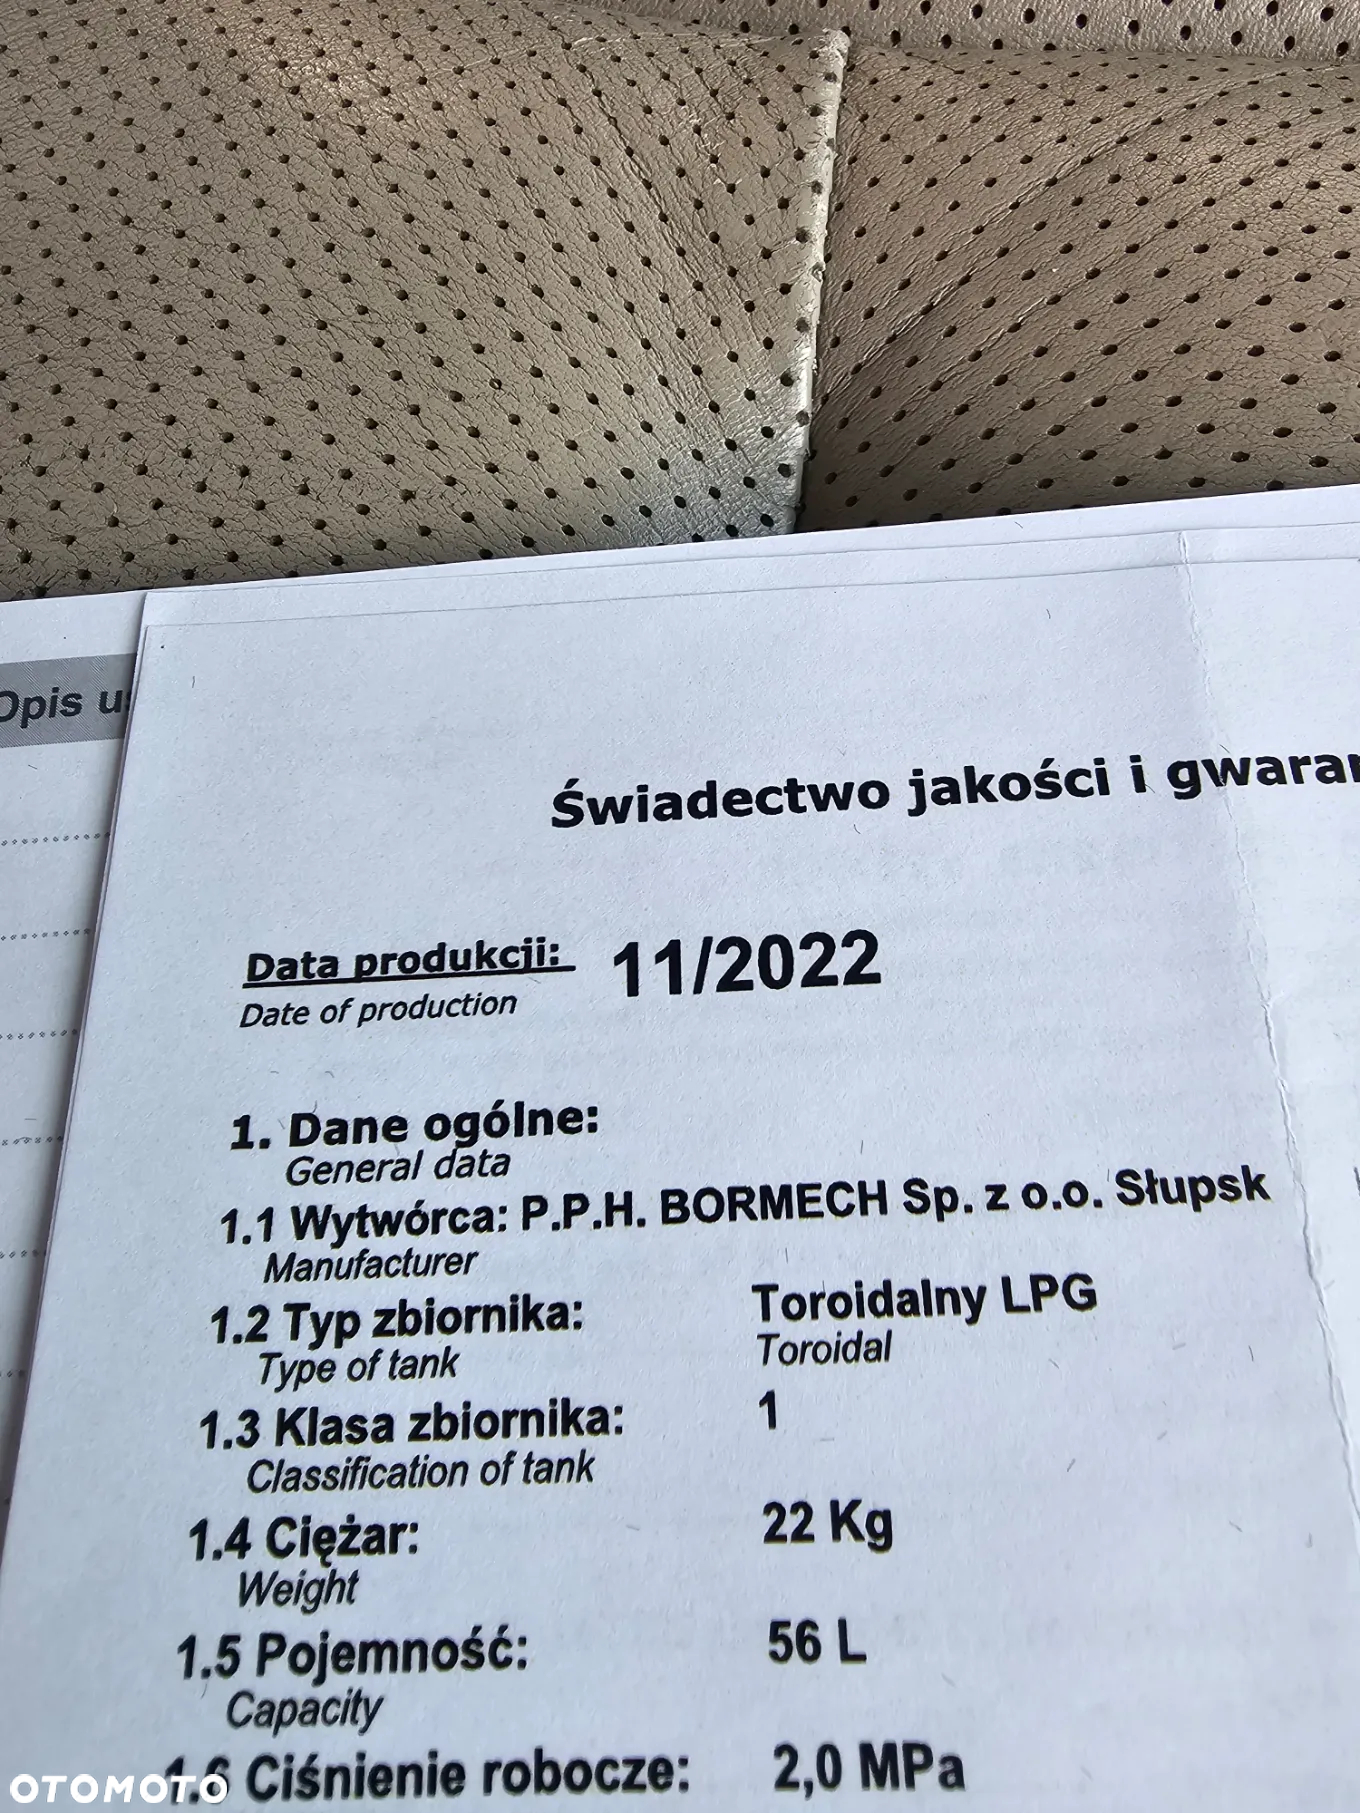 Opis
Świadectwo jakości i
Data produkcji: 11/2022
Date of production
1. Dane ogólne:
General data
1.1 Wytwórca: P.P.H. BORMECH Sp. z o.o. Słupsk
Manufacturer
1.2 Typ zbiornika: Toroidalny LPG
Type of tank Toroidal
1.3 Klasa zbiornika: 1
Classification of tank
1.4 Ciężar: 22 Kg
Weight
1.5 Pojemność: 56 L
Capacity
1.6 Ciśnienie robocze: 2,0 MPa
OTOMOTO